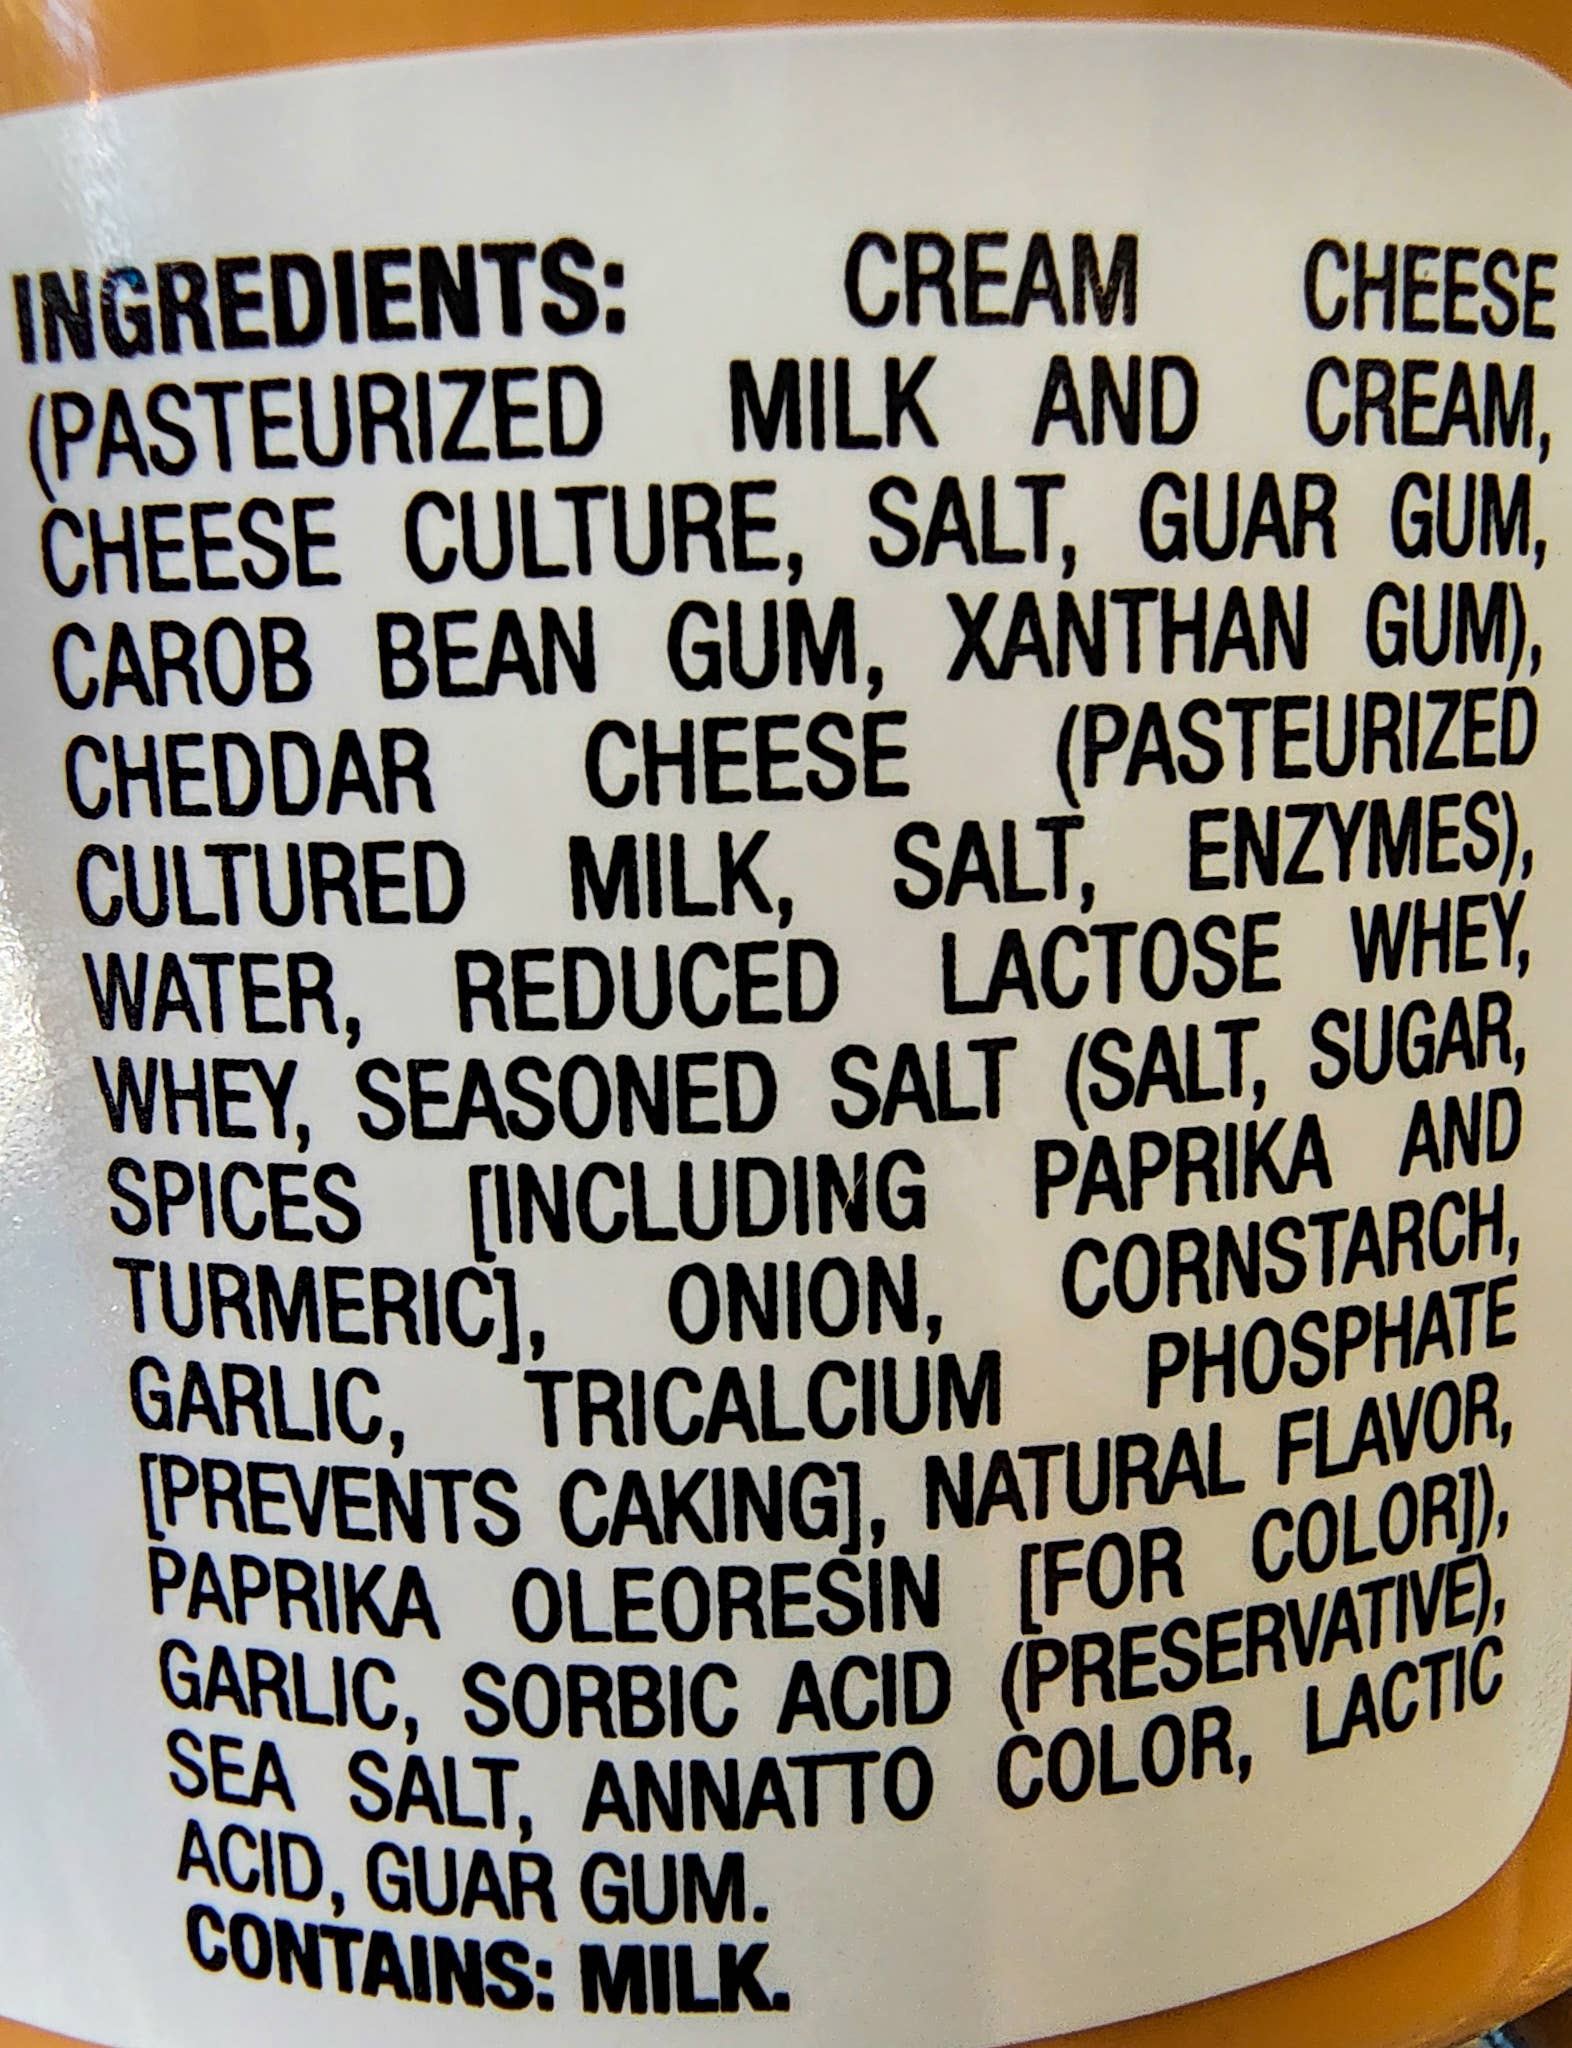 INGREDIENTS: CREAM CHEESE
(PASTEURIZED MILK AND CREAM,
CHEESE CULTURE, SALT, GUAR GUM,
CAROB BEAN GUM, XANTHAN GUM),
CHEDDAR CHEESE (PASTEURIZED
CULTURED MILK, SALT, ENZYMES),
WATER, REDUCED LACTOSE WHEY,
WHEY, SEASONED SALT (SALT, SUGAR,
SPICES [INCLUDING PAPRIKA AND
TURMERIC], ONION, CORNSTARCH,
GARLIC, TRICALCIUM PHOSPHATE
[PREVENTS CAKING], NATURAL FLAVOR,
PAPRIKA OLEORESIN [FOR COLOR]),
GARLIC, SORBIC ACID (PRESERVATIVE),
SEA SALT, ANNATTO COLOR, LACTIC
ACID, GUAR GUM.
CONTAINS: MILK.